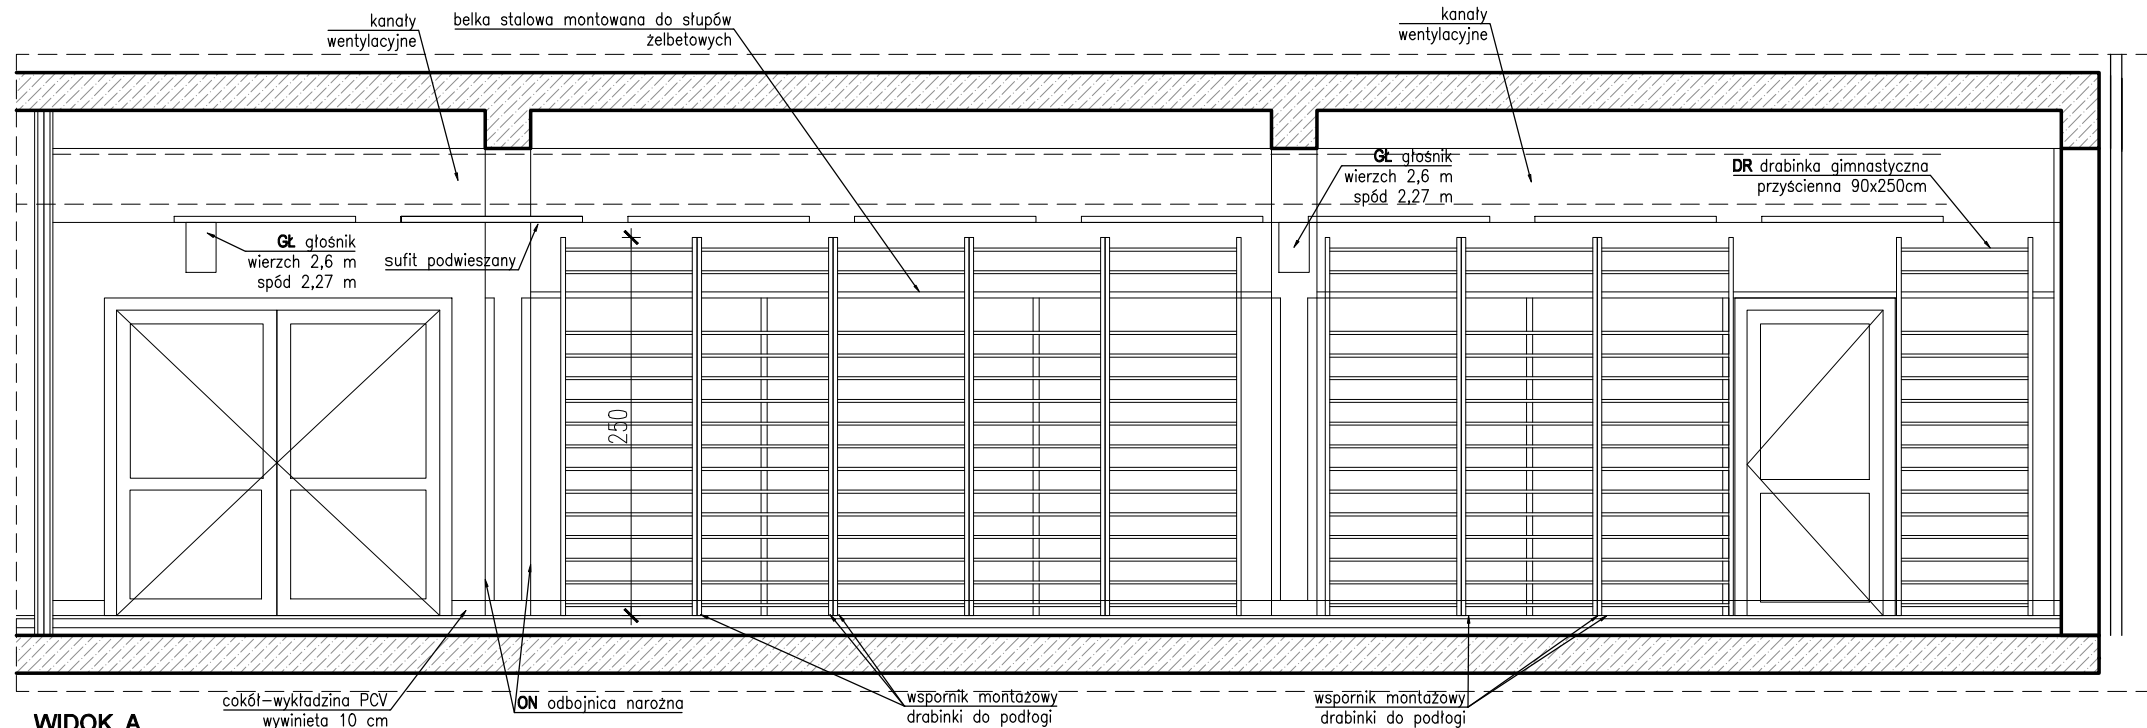 kanały
wentylacyjne
belka stalowa montowana do słupów
żelbetowych
kanały
wentylacyjne
GŁ głośnik
wierzch 2,6 m
spód 2,27 m
DR drabinka gimnastyczna
przyścienna 90x250cm
GŁ głośnik
wierzch 2,6 m
spód 2,27 m
sufit podwieszany
250
cokół-wykładzina PCV
wywinięta 10 cm
ON odbojnica narożna
wspornik montażowy
drabinki do podłogi
wspornik montażowy
drabinki do podłogi
WIDOK A